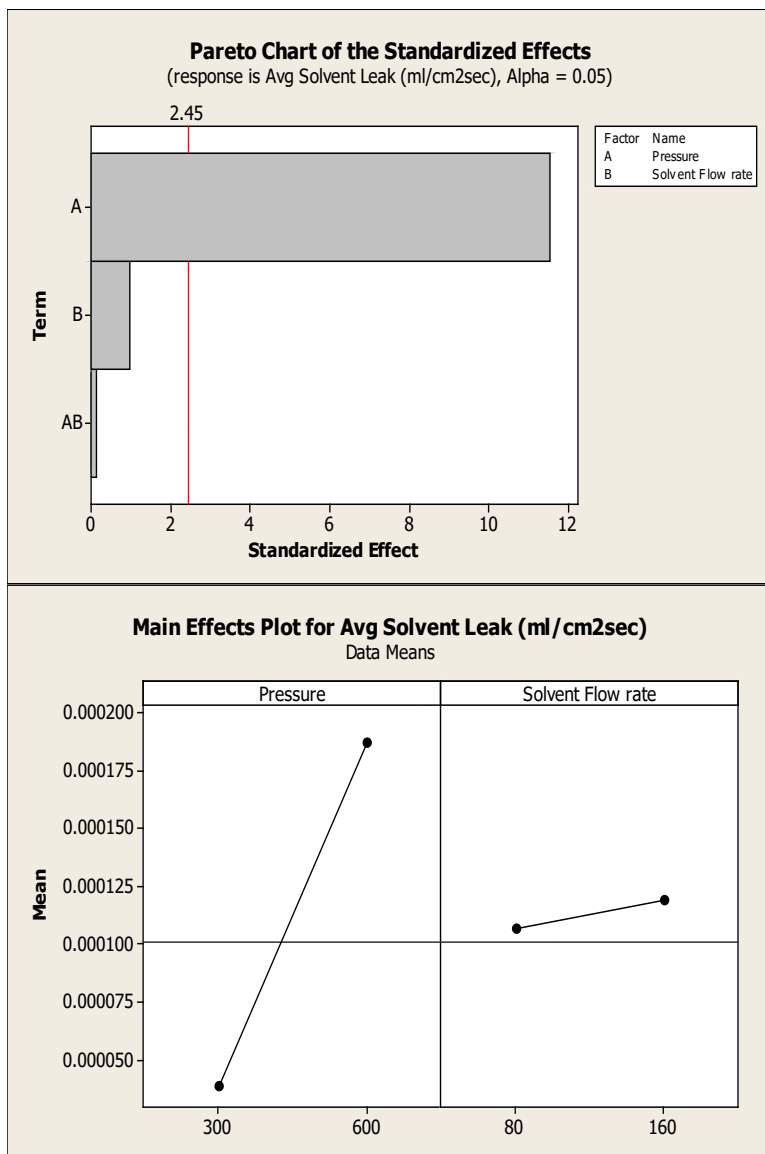 Pareto Chart of the Standardized Effects
(response is Avg Solvent Leak (ml/cm2sec), Alpha = 0.05)
2.45
Factor Name
A Pressure
B Solvent Flow rate
Term
A
B
AB
0 2 4 6 8 10 12
Standardized Effect
Main Effects Plot for Avg Solvent Leak (ml/cm2sec)
Data Means
Pressure Solvent Flow rate
Mean
0.000200
0.000175
0.000150
0.000125
0.000100
0.000075
0.000050
300 600 80 160